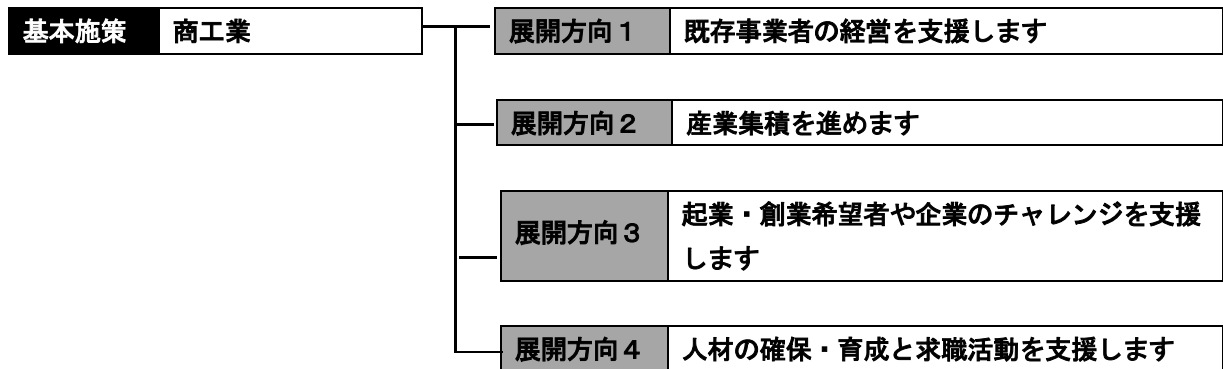 基本施策 商工業
展開方向１ 既存事業者の経営を支援します
展開方向２ 産業集積を進めます
展開方向３ 起業・創業希望者や企業のチャレンジを支援
します
展開方向４ 人材の確保・育成と求職活動を支援します